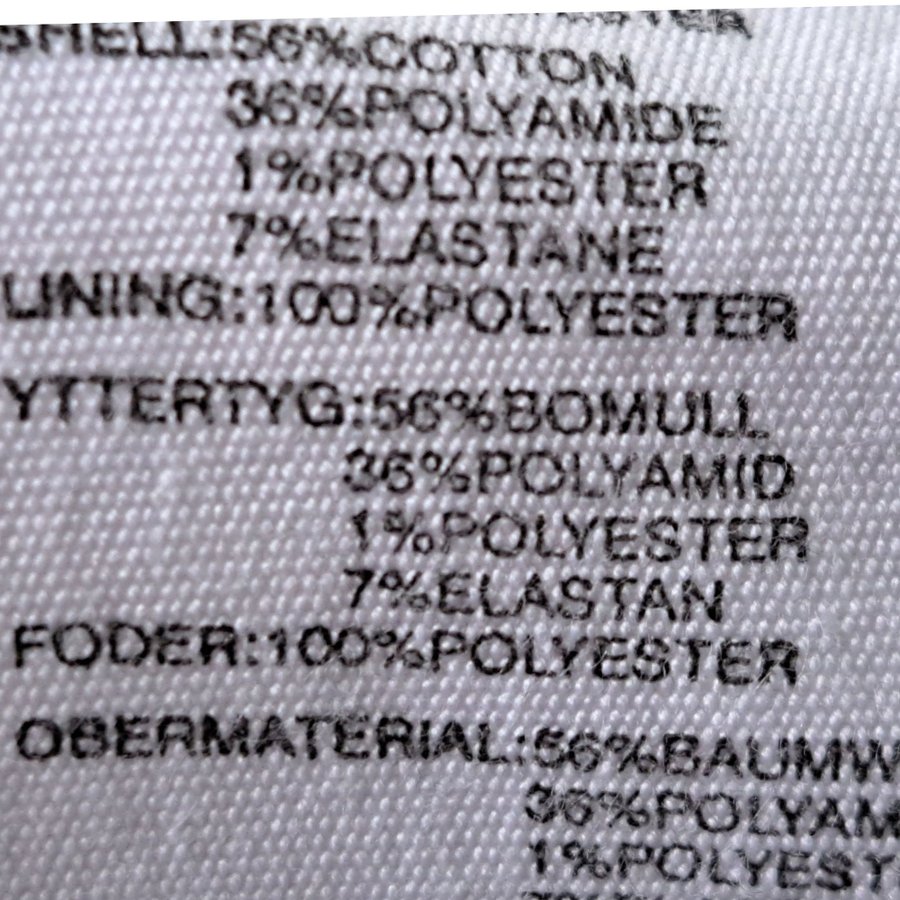 SHELL:56%COTTON
36%POLYAMIDE
1%POLYESTER
7%ELASTANE
LINING:100%POLYESTER
YTTERTYG:56%BOMULL
36%POLYAMID
1%POLYESTER
7%ELASTAN
FODER:100%POLYESTER
OBERMATERIAL:56%BAUMW
36%POLYAM
1%POLYEST